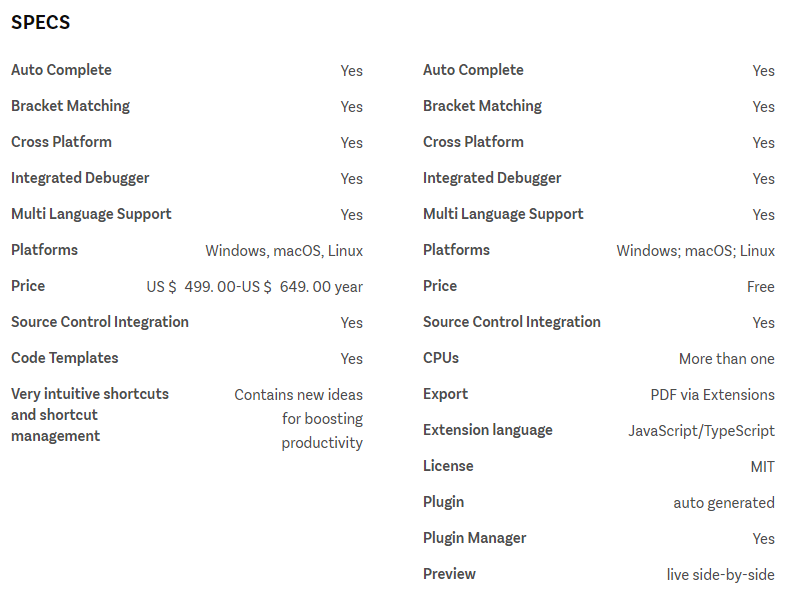 SPECS
Auto Complete Yes
Bracket Matching Yes
Cross Platform Yes
Integrated Debugger Yes
Multi Language Support Yes
Platforms Windows, macOS, Linux
Price US $ 499. 00-US $ 649. 00 year
Source Control Integration Yes
Code Templates Yes
Very intuitive shortcuts Contains new ideas
and shortcut for boosting
management productivity
Auto Complete Yes
Bracket Matching Yes
Cross Platform Yes
Integrated Debugger Yes
Multi Language Support Yes
Platforms Windows; macOS; Linux
Price Free
Source Control Integration Yes
CPUs More than one
Export PDF via Extensions
Extension language JavaScript/TypeScript
License MIT
Plugin auto generated
Plugin Manager Yes
Preview live side-by-side